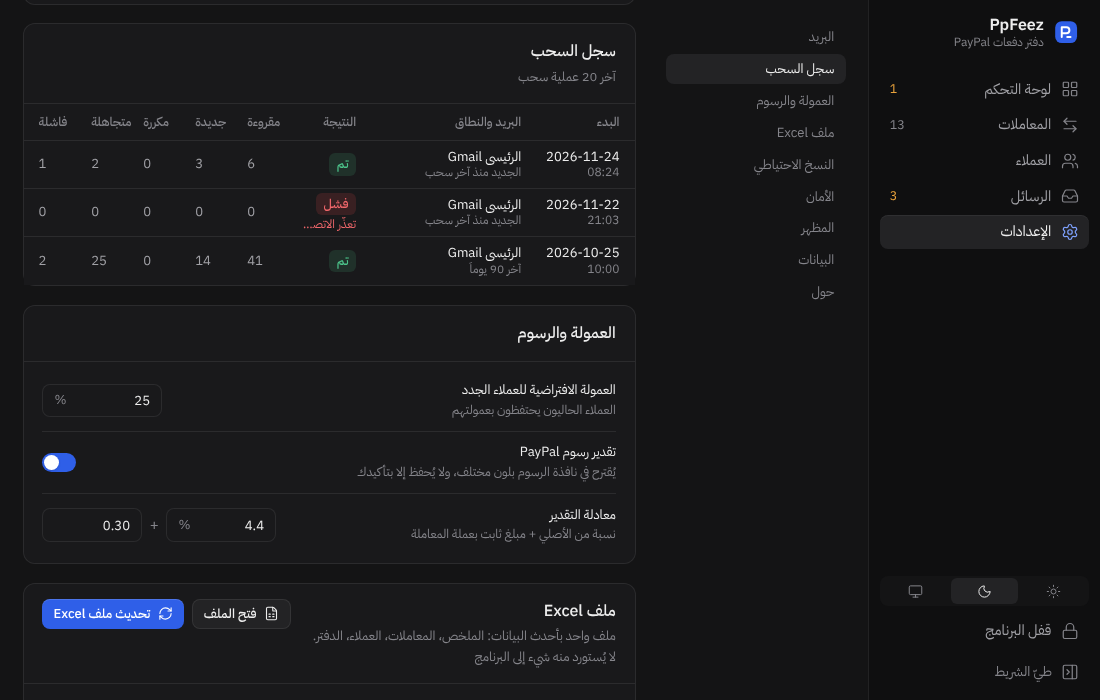 PpFeez
دفتر دفعات PayPal
لوحة التحكم 1
المعاملات 13
العملاء
الرسائل 3
الإعدادات
قفل البرنامج
طيّ الشريط
البريد
سجل السحب
العمولة والرسوم
ملف Excel
النسخ الاحتياطي
الأمان
المظهر
البيانات
حول
سجل السحب
آخر 20 عملية سحب
البدء البريد والنطاق النتيجة مقروءة جديدة مكررة متجاهلة فاشلة
2026-11-24 الرئيسي Gmail تم 6 3 0 2 1
08:24 الجديد منذ آخر سحب
2026-11-22 الرئيسي Gmail فشل 0 0 0 0 0
21:03 الجديد منذ آخر سحب تعذّر الاتصـ...
2026-10-25 الرئيسي Gmail تم 41 14 0 25 2
10:00 آخر 90 يوماً
العمولة والرسوم
العمولة الافتراضية للعملاء الجدد
العملاء الحاليون يحتفظون بعمولتهم
25 %
تقدير رسوم PayPal
يُقترح في نافذة الرسوم بلون مختلف، ولا يُحفظ إلا بتأكيدك
معادلة التقدير
نسبة من الأصلي + مبلغ ثابت بعملة المعاملة
4.4 % + 0.30
ملف Excel
ملف واحد بأحدث البيانات: الملخص، المعاملات، العملاء، الدفتر.
لا يُستورد منه شيء إلى البرنامج
فتح الملف
تحديث ملف Excel